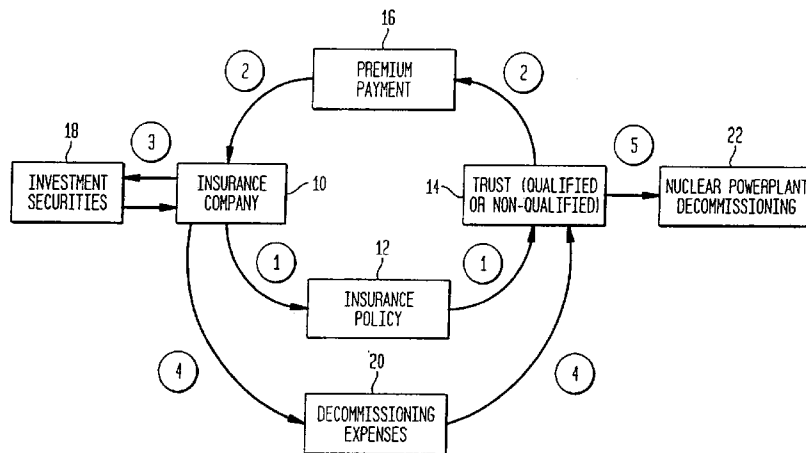 16
2
PREMIUM
PAYMENT
2
18
3
5
22
INVESTMENT
SECURITIES
INSURANCE
COMPANY
10
14
TRUST (QUALIFIED
OR NON-QUALIFIED)
NUCLEAR POWERPLANT
DECOMMISSIONING
12
1
INSURANCE
POLICY
1
4
20
4
DECOMMISSIONING
EXPENSES